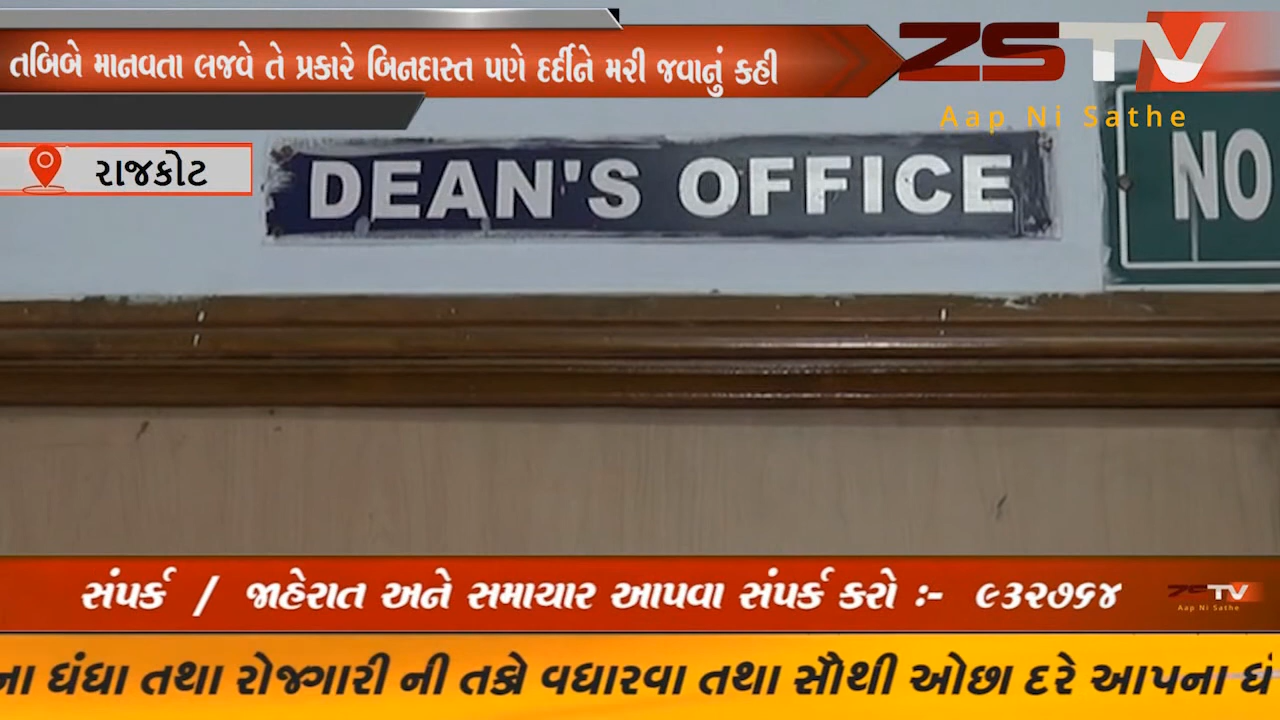 તબિબે માનવતા લજવે તે પ્રકારે બિનદાસ્ત પણે દર્દીને મરી જવાનું કહી
ZSTV
Aap Ni Sathe
રાજકોટ
DEAN'S OFFICE
NO
સંપર્ક / જાહેરાત અને સમાચાર આપવા સંપર્ક કરો :- ૯૩૨૭૬૪
ZSTV
Aap Ni Sathe
ના ધંધા તથા રોજગારી ની તકો વધારવા તથા સૌથી ઓછા દરે આપના ધં